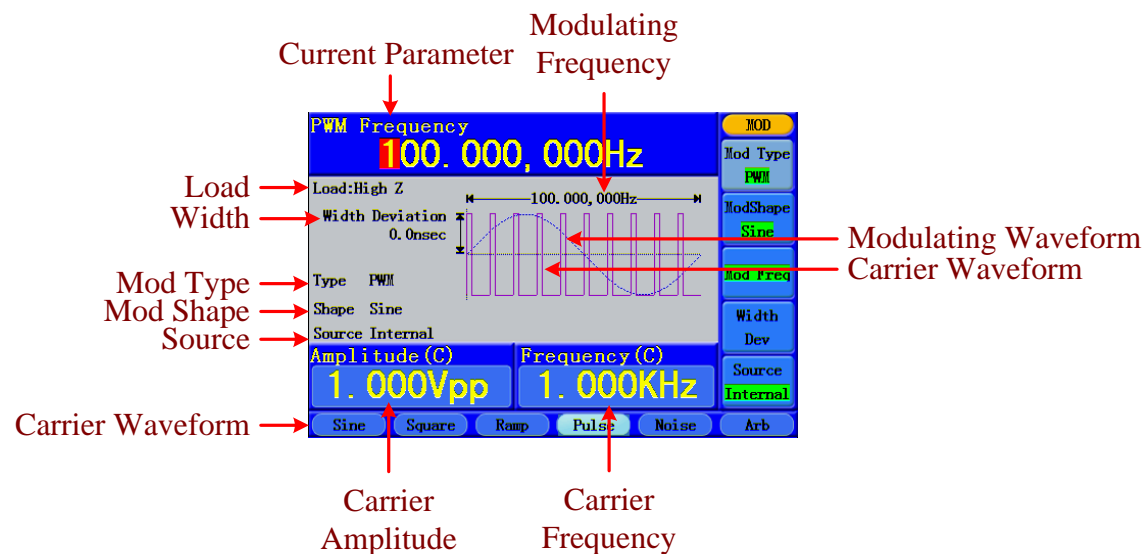 Modulating
Frequency
Current Parameter
PWM Frequency
100.000,000Hz
MOD
Mod Type
PWM
Load
Load:High Z
100.000,000Hz
ModShape
Sine
Width
Width Deviation
0.0nsec
Modulating Waveform
Carrier Waveform
Mod Freq
Mod Type
Type PWM
Mod Shape
Shape Sine
Source
Source Internal
Width
Dev
Amplitude(C)
1.000Vpp
Frequency(C)
1.000KHz
Source
Internal
Carrier Waveform
Sine Square Ramp Pulse Noise Arb
Carrier
Amplitude
Carrier
Frequency